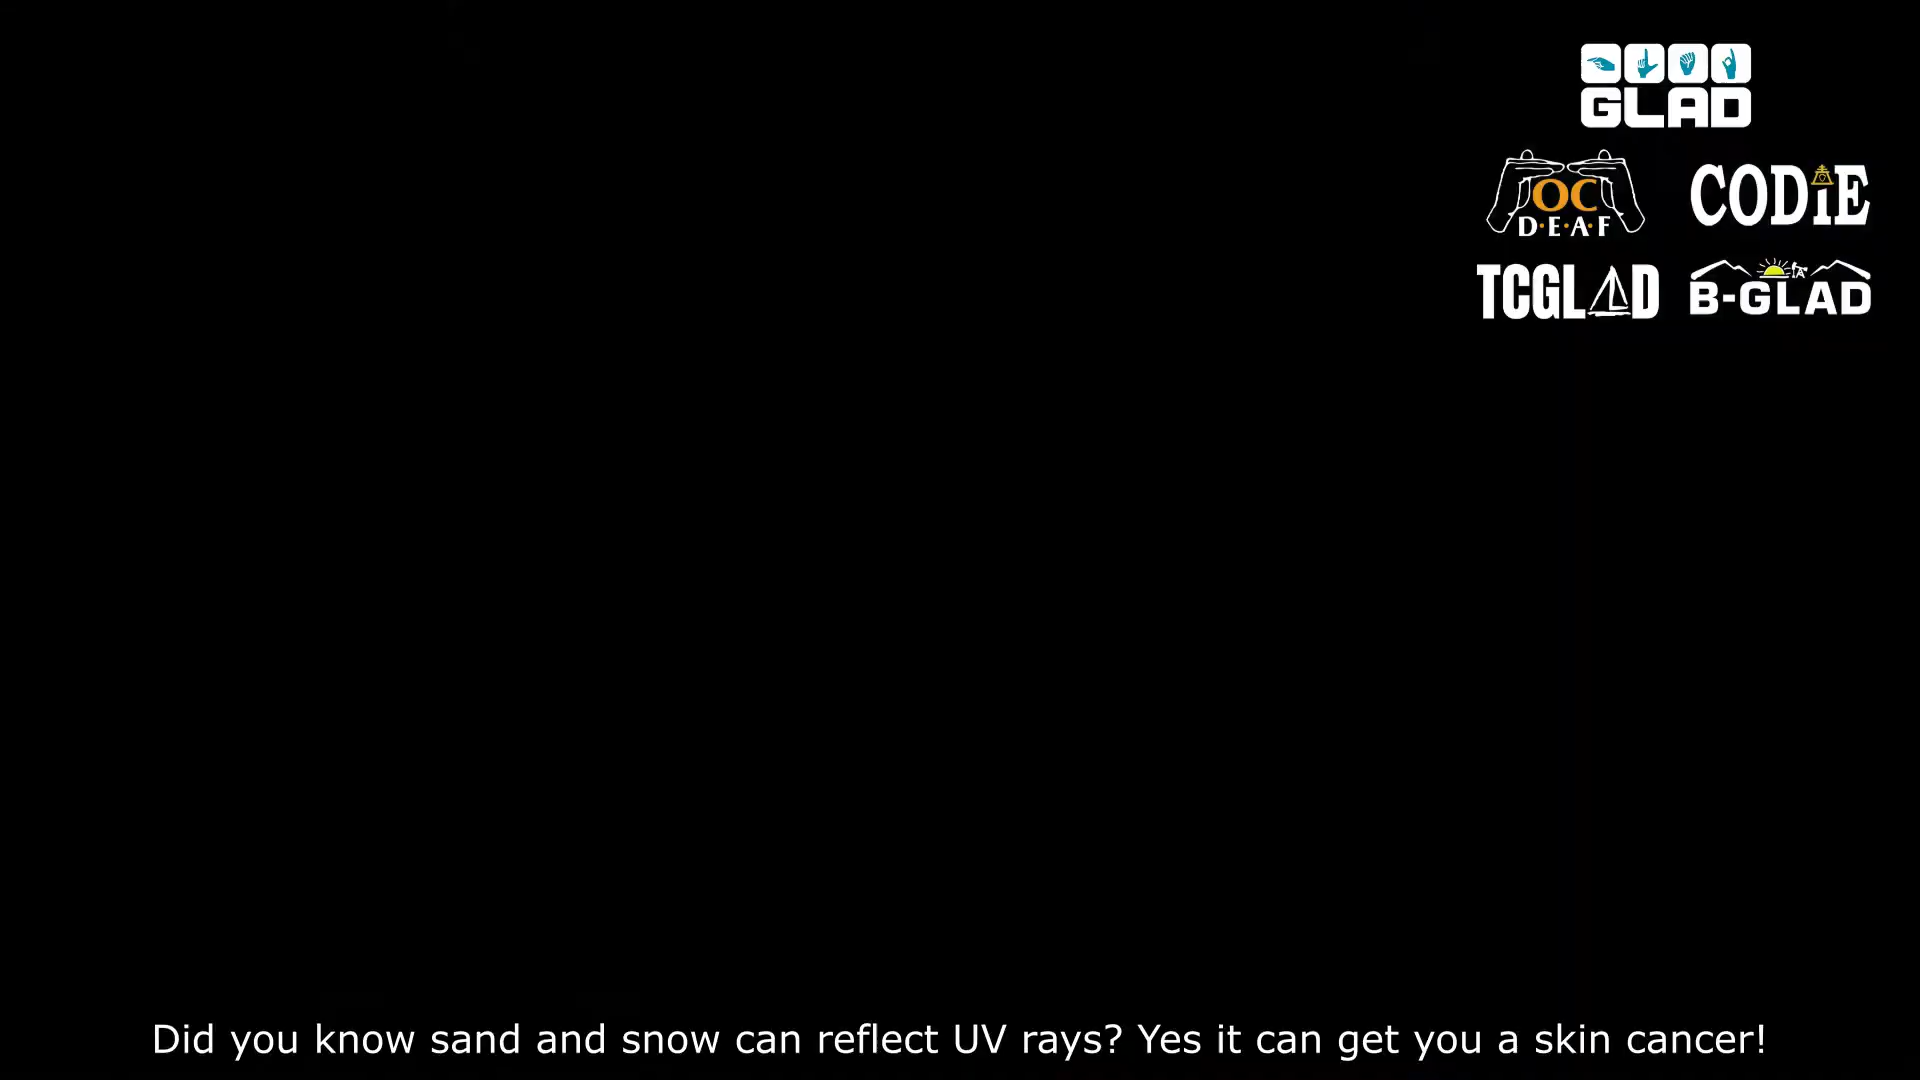 GLAD
OC
D·E·A·F
CODiE
TCGLAD
B-GLAD
Did you know sand and snow can reflect UV rays? Yes it can get you a skin cancer!